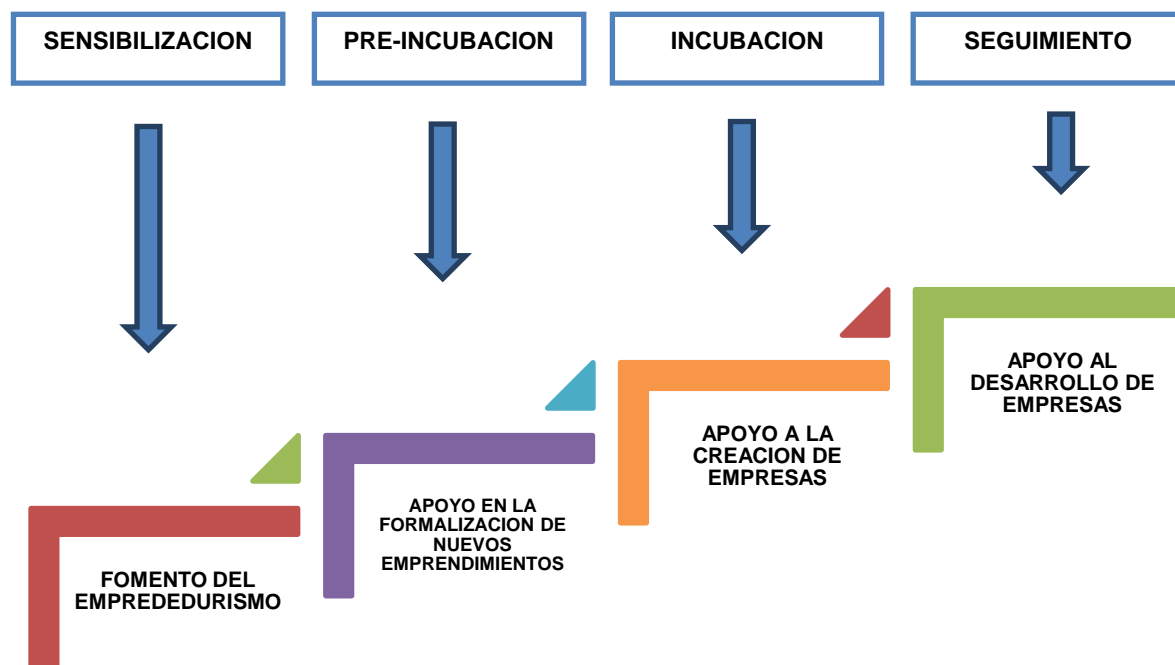 SENSIBILIZACION
PRE-INCUBACION
INCUBACION
SEGUIMIENTO
APOYO AL
DESARROLLO DE
EMPRESAS
APOYO A LA
CREACION DE
EMPRESAS
APOYO EN LA
FORMALIZACION DE
NUEVOS
EMPRENDIMIENTOS
FOMENTO DEL
EMPREDEDURISMO